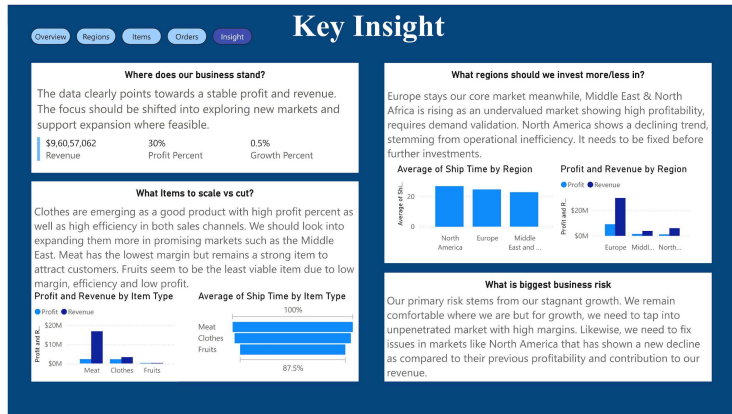 Key Insight
Overview
Regions
Items
Orders
Insight
Where does our business stand?
The data clearly points towards a stable profit and revenue.
The focus should be shifted into exploring new markets and
support expansion where feasible.
$9,60,57,062
30%
0.5%
Revenue
Profit Percent
Growth Percent
What Items to scale vs cut?
Clothes are emerging as a good product with high profit percent as
well as high efficiency in both sales channels. We should look into
expanding them more in promising markets such as the Middle
East. Meat has the lowest margin but remains a strong item to
attract customers. Fruits seem to be the least viable item due to low
margin, efficiency and low profit.
Profit and Revenue by Item Type
Profit Revenue
Profit and R...
$20M
$10M
$0M
Meat
Clothes
Fruits
Average of Ship Time by Item Type
100%
Meat
Clothes
Fruits
87.5%
What regions should we invest more/less in?
Europe stays our core market meanwhile, Middle East & North
Africa is rising as an undervalued market showing high profitability,
requires demand validation. North America shows a declining trend,
stemming from operational inefficiency. It needs to be fixed before
further investments.
Average of Ship Time by Region
Average of Shi...
20
0
North
America
Europe
Middle
East and ...
Profit and Revenue by Region
Profit Revenue
Profit and R...
$20M
$0M
Europe
Middl...
North...
What is biggest business risk
Our primary risk stems from our stagnant growth. We remain
comfortable where we are but for growth, we need to tap into
unpenetrated market with high margins. Likewise, we need to fix
issues in markets like North America that has shown a new decline
as compared to their previous profitability and contribution to our
revenue.